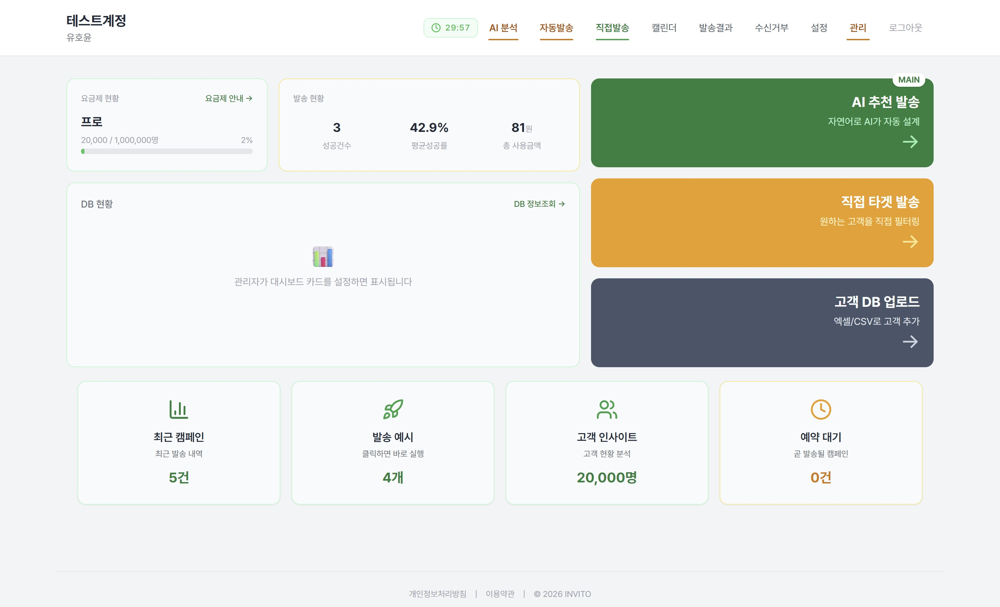 테스트계정
유호윤
29:57
AI 분석
자동발송
직접발송
캘린더
발송결과
수신거부
설정
관리
로그아웃
요금제 현황
요금제 안내 →
프로
20,000 / 1,000,000명
2%
발송 현황
3
성공건수
42.9%
평균성공률
81원
총 사용금액
MAIN
AI 추천 발송
자연어로 AI가 자동 설계
→
DB 현황
DB 정보조회 →
관리자가 대시보드 카드를 설정하면 표시됩니다
직접 타겟 발송
원하는 고객을 직접 필터링
→
고객 DB 업로드
엑셀/CSV로 고객 추가
→
최근 캠페인
최근 발송 내역
5건
발송 예시
클릭하면 바로 실행
4개
고객 인사이트
고객 현황 분석
20,000명
예약 대기
곧 발송될 캠페인
0건
개인정보처리방침 | 이용약관 | © 2026 INVITO